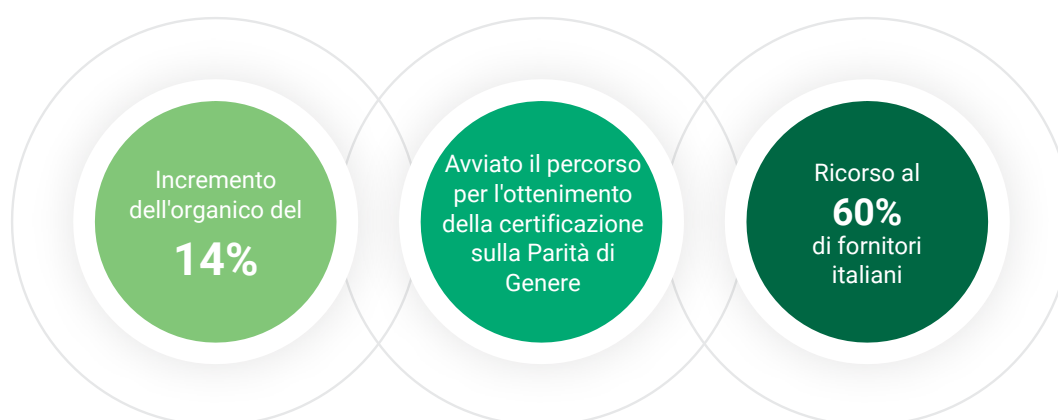 Incremento
dell'organico del
14%
Avviato il percorso
per l'ottenimento
della certificazione
sulla Parità di
Genere
Ricorso al
60%
di fornitori
italiani